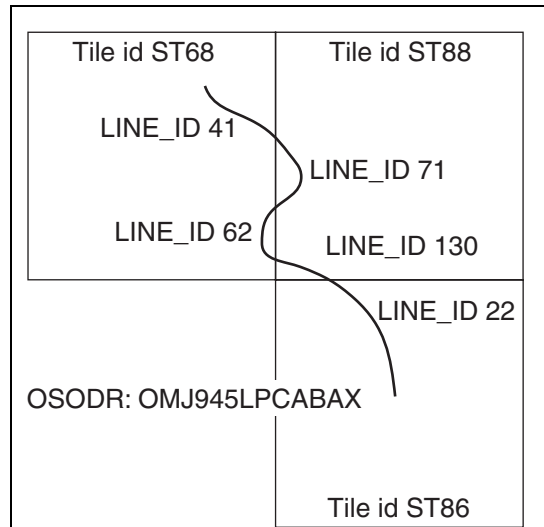 Tile id ST68
Tile id ST88
LINE_ID 41
LINE_ID 71
LINE_ID 62
LINE_ID 130
LINE_ID 22
OSODR: OMJ945LPCABAX
Tile id ST86